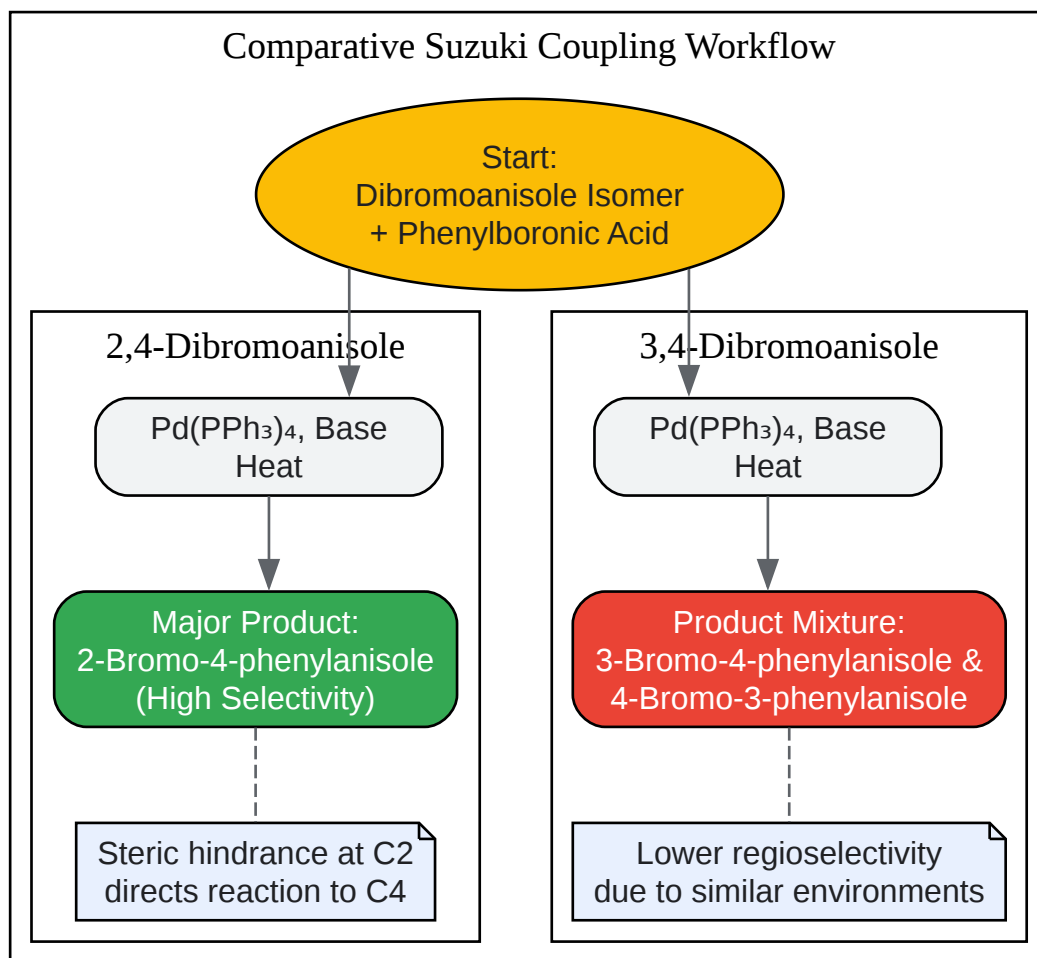 Comparative Suzuki Coupling Workflow
Start:
Dibromoanisole Isomer
+ Phenylboronic Acid
2,4-Dibromoanisole
Pd(PPh₃)₄, Base
Heat
Major Product:
2-Bromo-4-phenylanisole
(High Selectivity)
Steric hindrance at C2
directs reaction to C4
3,4-Dibromoanisole
Pd(PPh₃)₄, Base
Heat
Product Mixture:
3-Bromo-4-phenylanisole &
4-Bromo-3-phenylanisole
Lower regioselectivity
due to similar environments